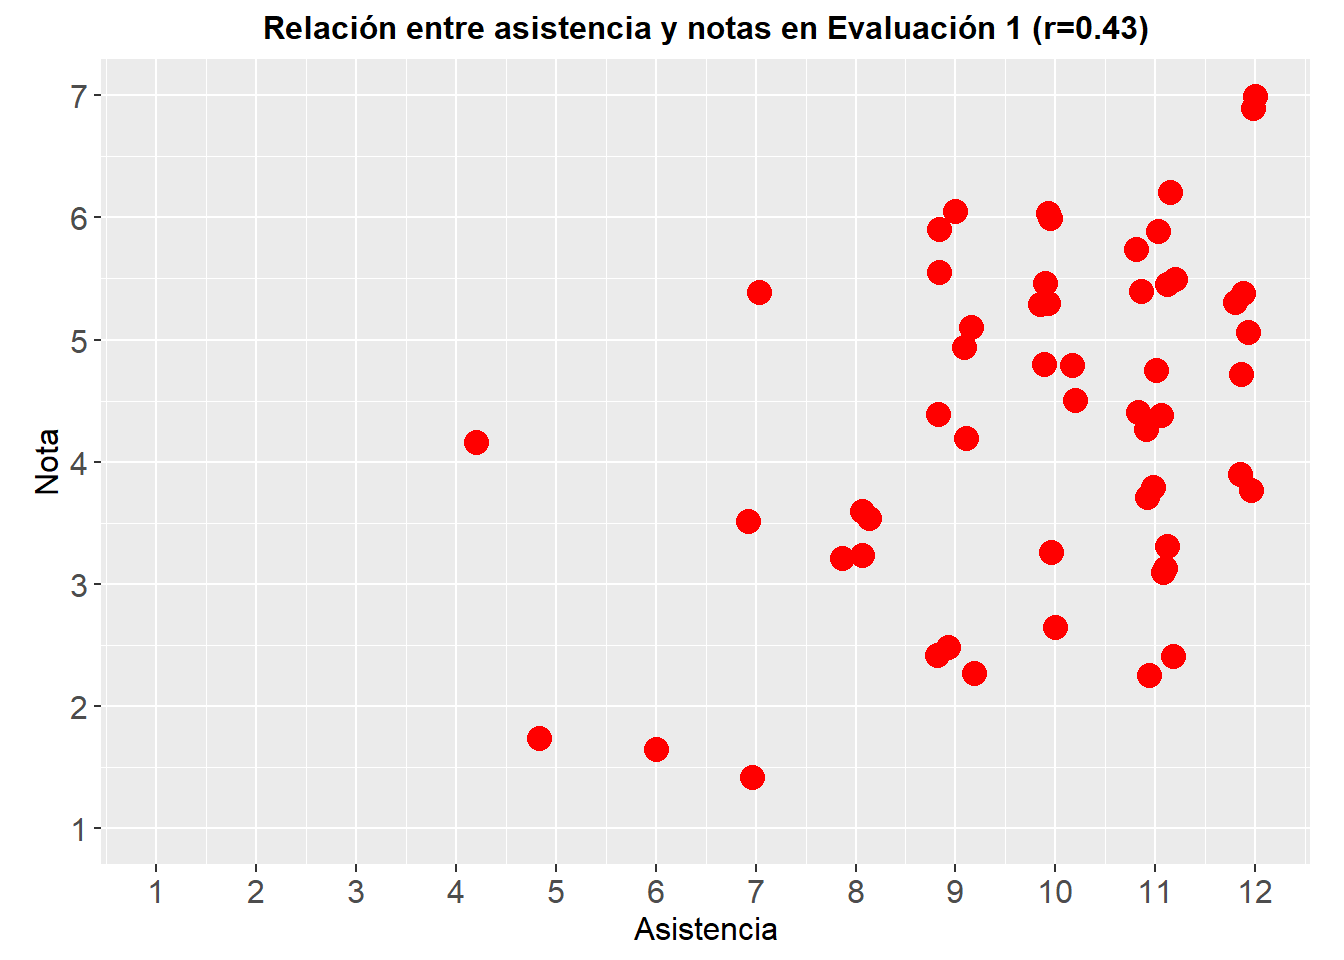 Relación entre asistencia y notas en Evaluación 1 (r=0.43)
7
6
5
4
3
2
1
Nota
1 2 3 4 5 6 7 8 9 10 11 12
Asistencia